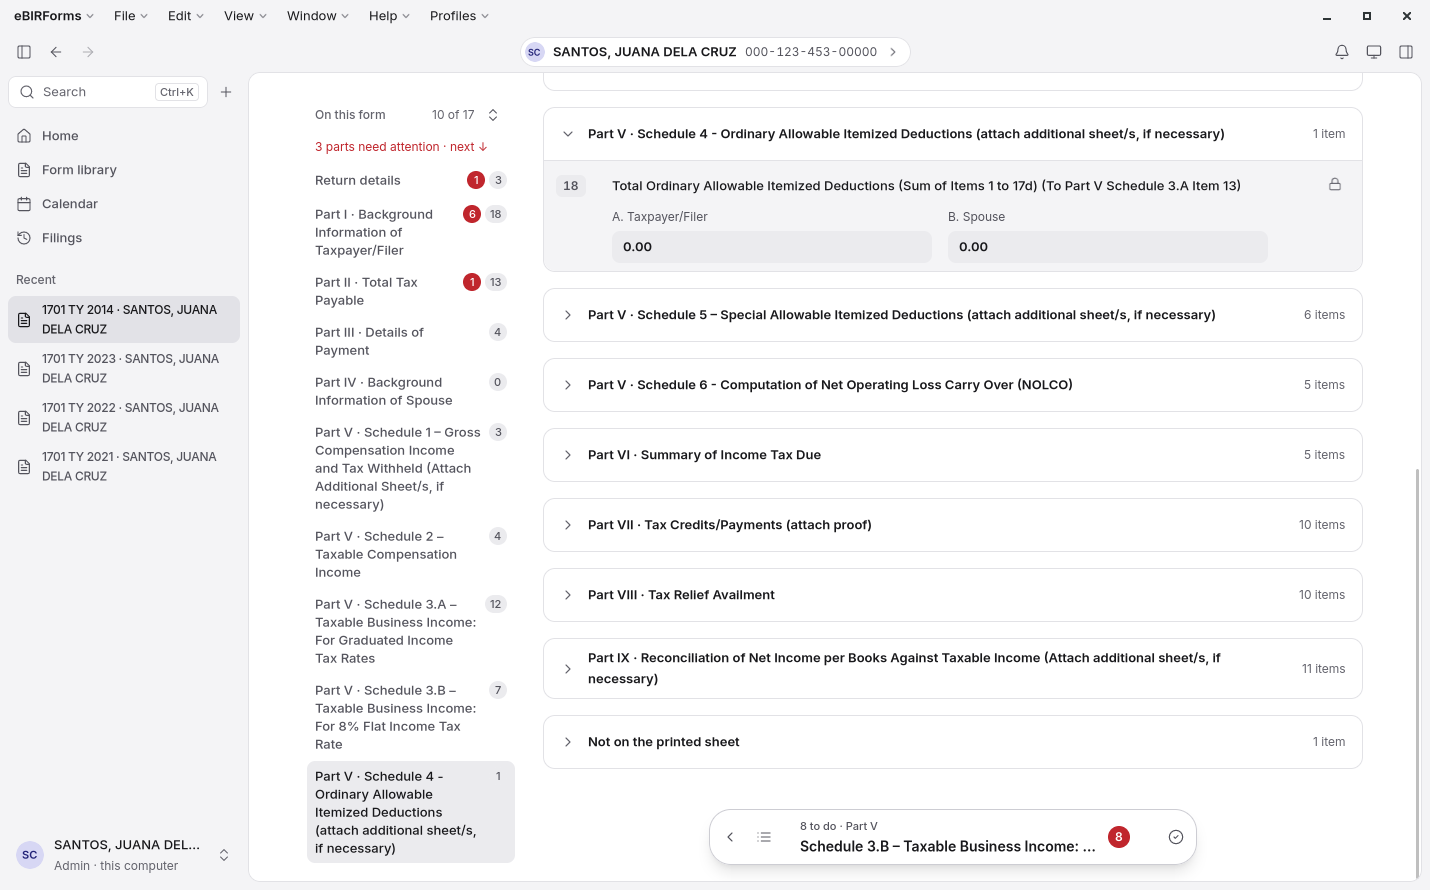 eBIRForms File Edit View Window Help Profiles
SC SANTOS, JUANA DELA CRUZ 000-123-453-00000
Search Ctrl+K
Home
Form library
Calendar
Filings
Recent
1701 TY 2014 · SANTOS, JUANA
DELA CRUZ
1701 TY 2023 · SANTOS, JUANA
DELA CRUZ
1701 TY 2022 · SANTOS, JUANA
DELA CRUZ
1701 TY 2021 · SANTOS, JUANA
DELA CRUZ
SC SANTOS, JUANA DEL...
Admin · this computer
On this form 10 of 17
3 parts need attention · next ↓
Return details 1 3
Part I · Background 6 18
Information of
Taxpayer/Filer
Part II · Total Tax 1 13
Payable
Part III · Details of 4
Payment
Part IV · Background 0
Information of Spouse
Part V · Schedule 1 – Gross 3
Compensation Income
and Tax Withheld (Attach
Additional Sheet/s, if
necessary)
Part V · Schedule 2 – 4
Taxable Compensation
Income
Part V · Schedule 3.A – 12
Taxable Business Income:
For Graduated Income
Tax Rates
Part V · Schedule 3.B – 7
Taxable Business Income:
For 8% Flat Income Tax
Rate
Part V · Schedule 4 - 1
Ordinary Allowable
Itemized Deductions
(attach additional sheet/s,
if necessary)
Part V · Schedule 4 - Ordinary Allowable Itemized Deductions (attach additional sheet/s, if necessary) 1 item
18 Total Ordinary Allowable Itemized Deductions (Sum of Items 1 to 17d) (To Part V Schedule 3.A Item 13)
A. Taxpayer/Filer B. Spouse
0.00 0.00
Part V · Schedule 5 – Special Allowable Itemized Deductions (attach additional sheet/s, if necessary) 6 items
Part V · Schedule 6 - Computation of Net Operating Loss Carry Over (NOLCO) 5 items
Part VI · Summary of Income Tax Due 5 items
Part VII · Tax Credits/Payments (attach proof) 10 items
Part VIII · Tax Relief Availment 10 items
Part IX · Reconciliation of Net Income per Books Against Taxable Income (Attach additional sheet/s, if
necessary) 11 items
Not on the printed sheet 1 item
8 to do · Part V
Schedule 3.B – Taxable Business Income: ... 8